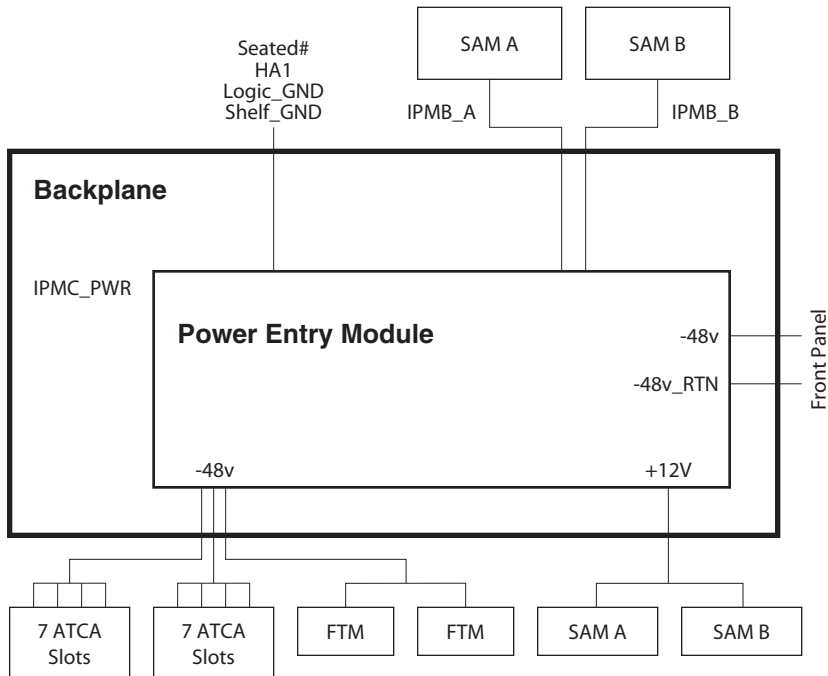 Seated#
HA1
Logic_GND
Shelf_GND
SAM A
SAM B
IPMB_A
IPMB_B
Backplane
IPMC_PWR
Power Entry Module
-48v
-48v_RTN
Front Panel
-48v
+12V
7 ATCA
Slots
7 ATCA
Slots
FTM
FTM
SAM A
SAM B